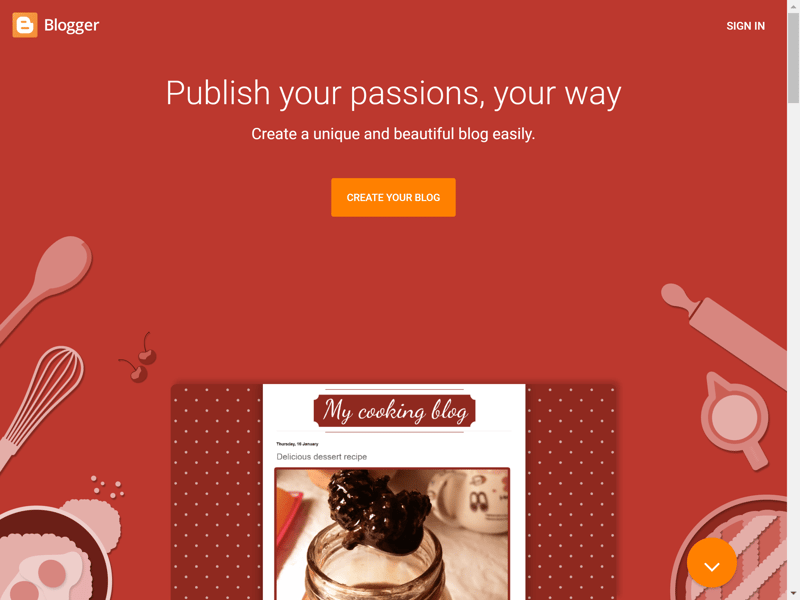 Blogger
SIGN IN
Publish your passions, your way
Create a unique and beautiful blog easily.
CREATE YOUR BLOG
My cooking blog
Thursday, 16 January
Delicious dessert recipe